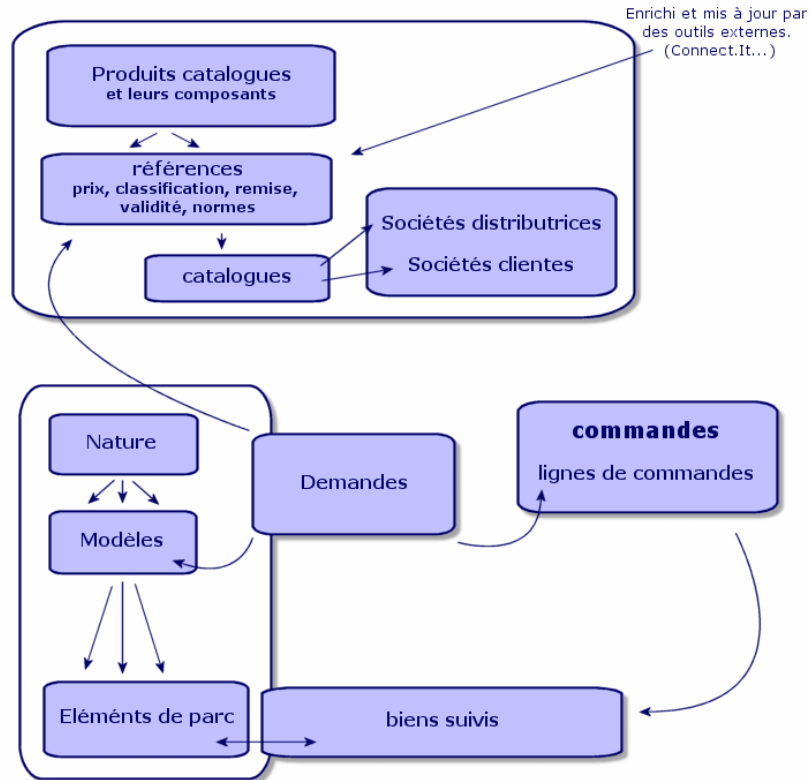 Enrichi et mis à jour par
des outils externes.
(Connect.It...)
Produits catalogues
et leurs composants
références
prix, classification, remise,
validité, normes
Sociétés distributrices
catalogues
Sociétés clientes
Nature
commandes
lignes de commandes
Demandes
Modèles
Eléménts de parc
biens suivis